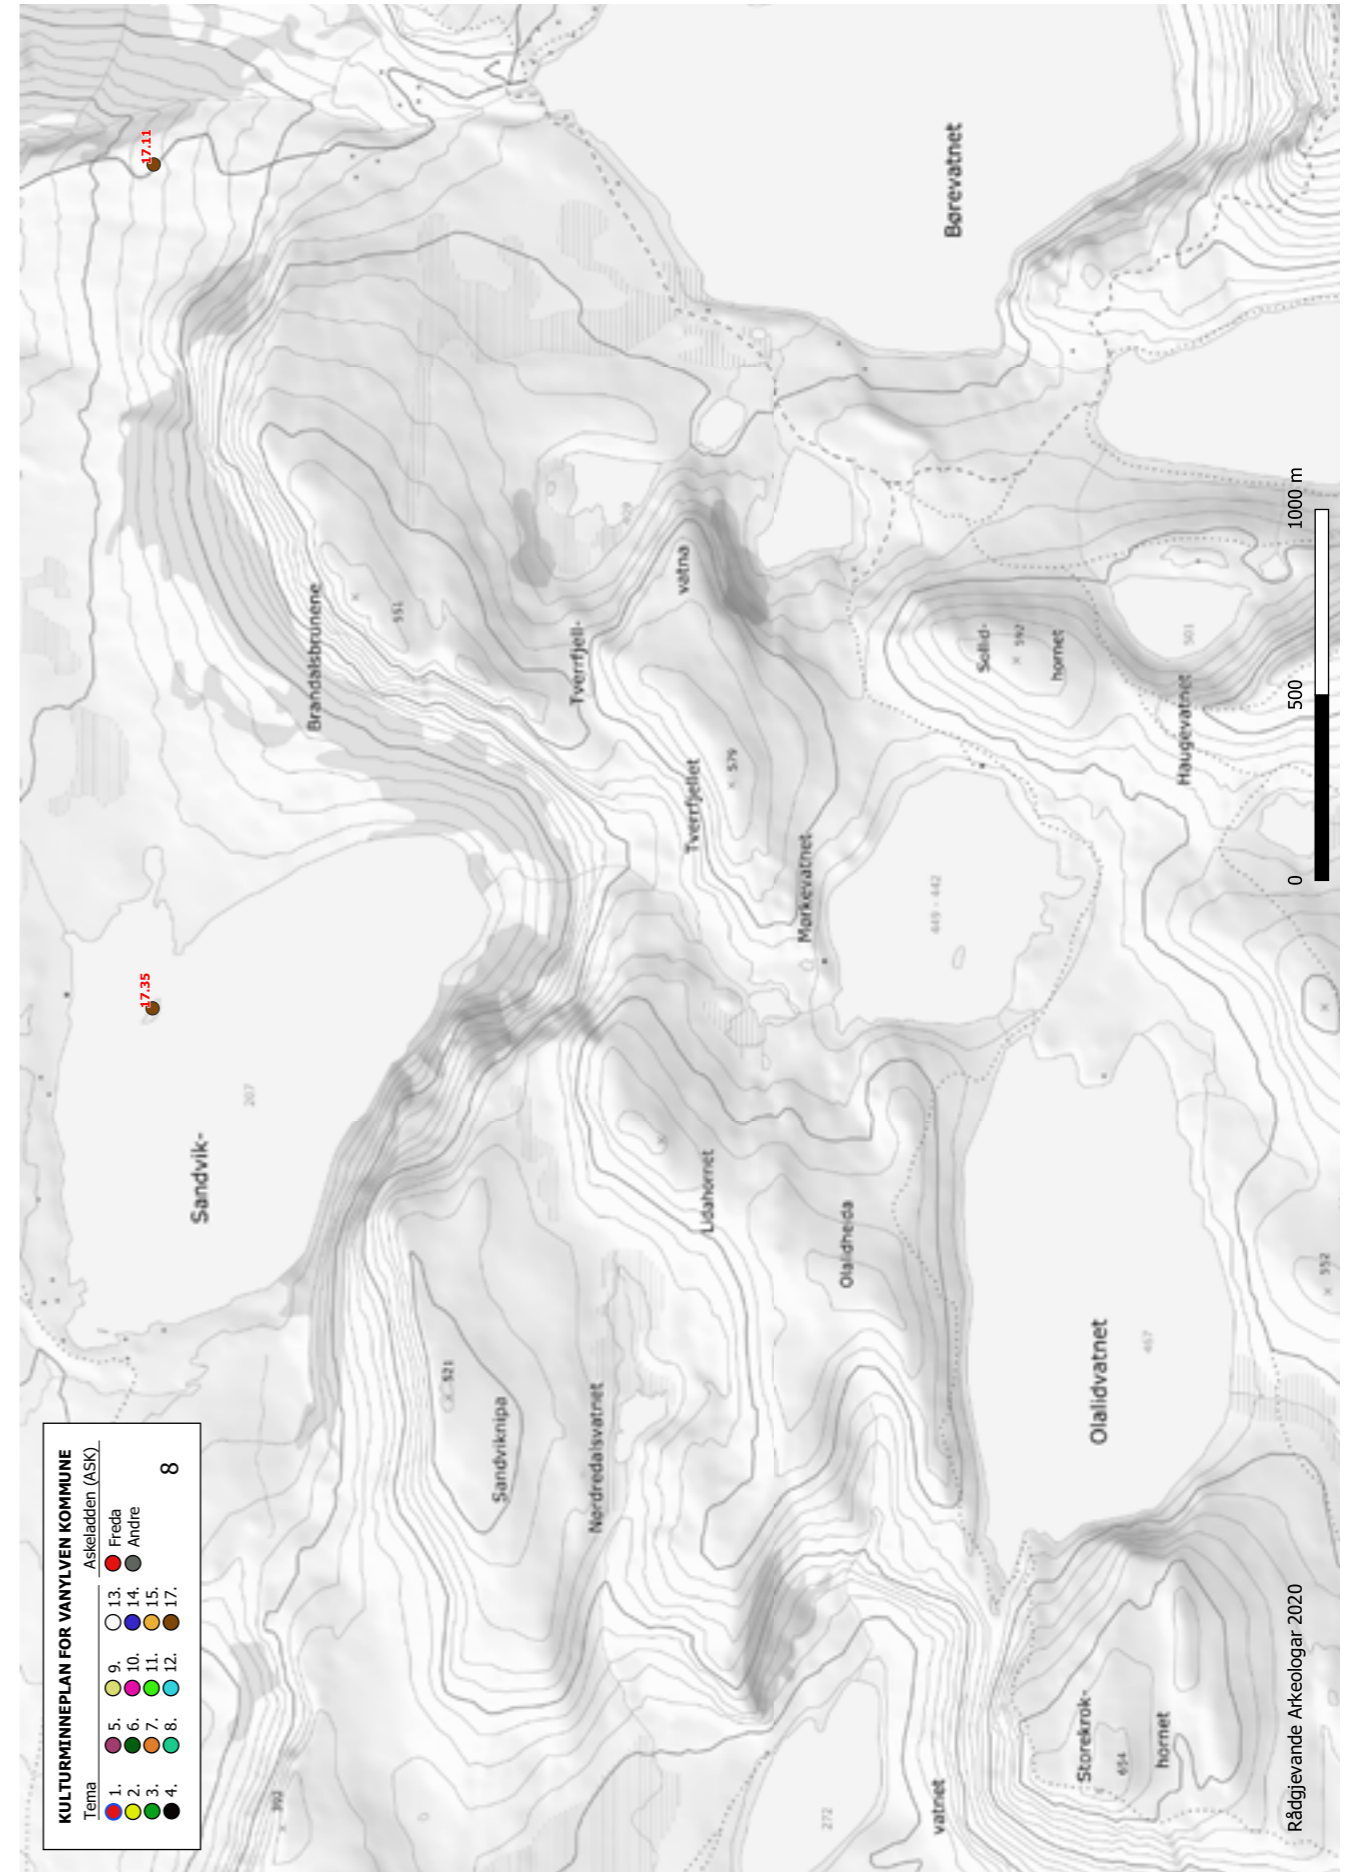 KULTURMINNEPLAN FOR VANYLVEN KOMMUNE
Tema
Askeladden (ASK)
1. 5. 9. 13. Freda
2. 6. 10. 14. Andre
3. 7. 11. 15.
4. 8. 12. 17.
8
392
Sandvik-
207
17.35
17.11
Brandalsbrunene
551
Sandviknipa
521
Nordredalsvatnet
Tverrfjell-
vatna
Tverrfjellet
579
Lidahornet
Markevatnet
Olalidheida
272
vatnet
449 - 442
Børevatnet
Sollid-
592
hornet
Olalidvatnet
467
Haugevatnet
501
Storekrok-
654
hornet
552
0 500 1000 m
Rådgjevande Arkeologar 2020